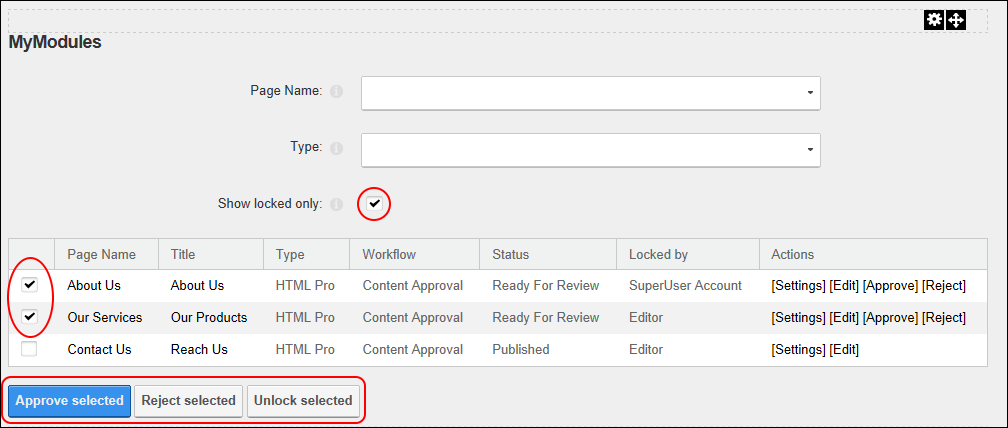 MyModules
Page Name:
Type:
Show locked only:
Page Name Title Type Workflow Status Locked by Actions
About Us About Us HTML Pro Content Approval Ready For Review SuperUser Account [Settings] [Edit] [Approve] [Reject]
Our Services Our Products HTML Pro Content Approval Ready For Review Editor [Settings] [Edit] [Approve] [Reject]
Contact Us Reach Us HTML Pro Content Approval Published Editor [Settings] [Edit]
Approve selected Reject selected Unlock selected